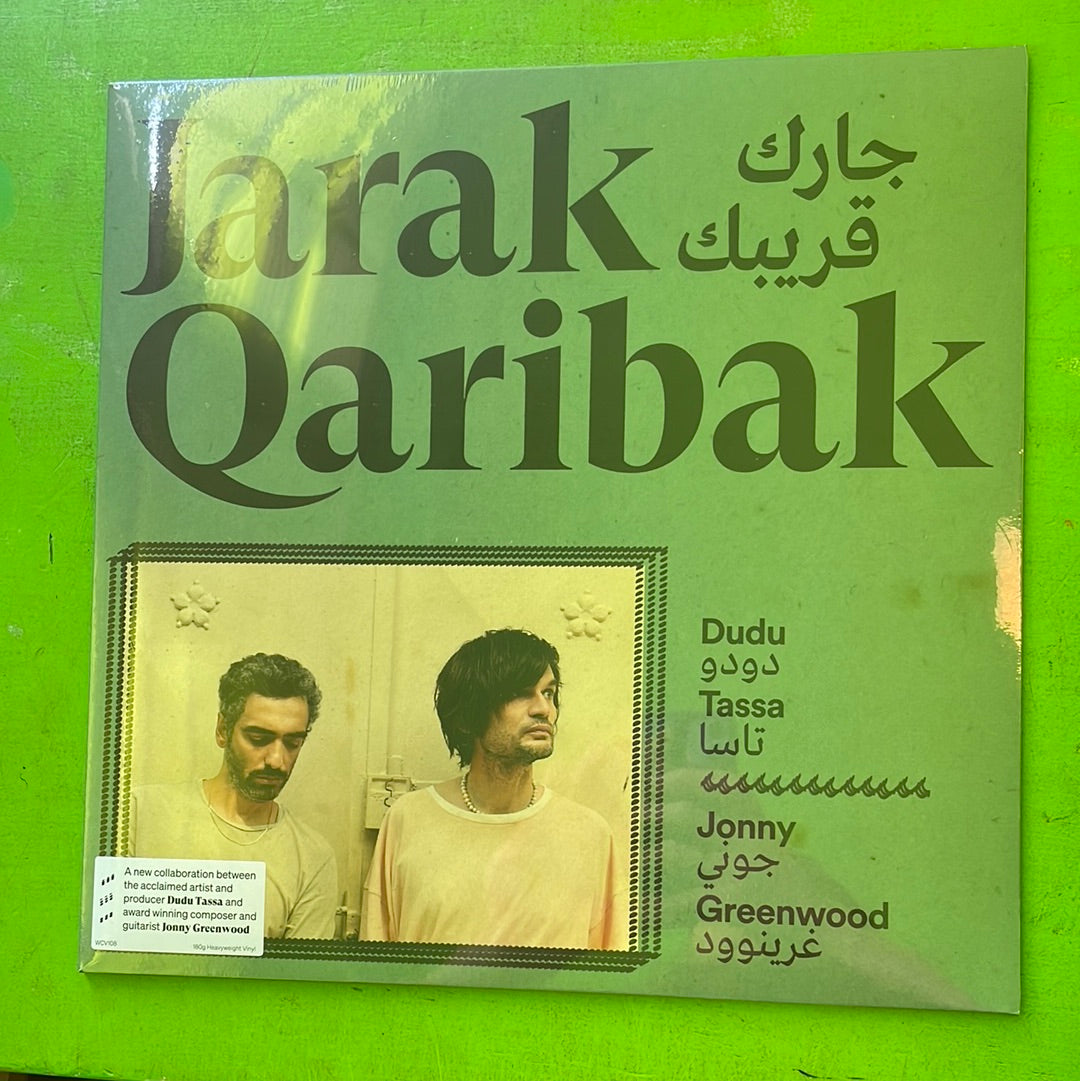 Jarak
جارك
قريبك
Qaribak
Dudu
دودو
Tassa
تاسا
Jonny
جوني
Greenwood
غرينوود
A new collaboration between
the acclaimed artist and
producer Dudu Tassa and
award winning composer and
guitarist Jonny Greenwood
WCV108
180g Heavyweight Vinyl